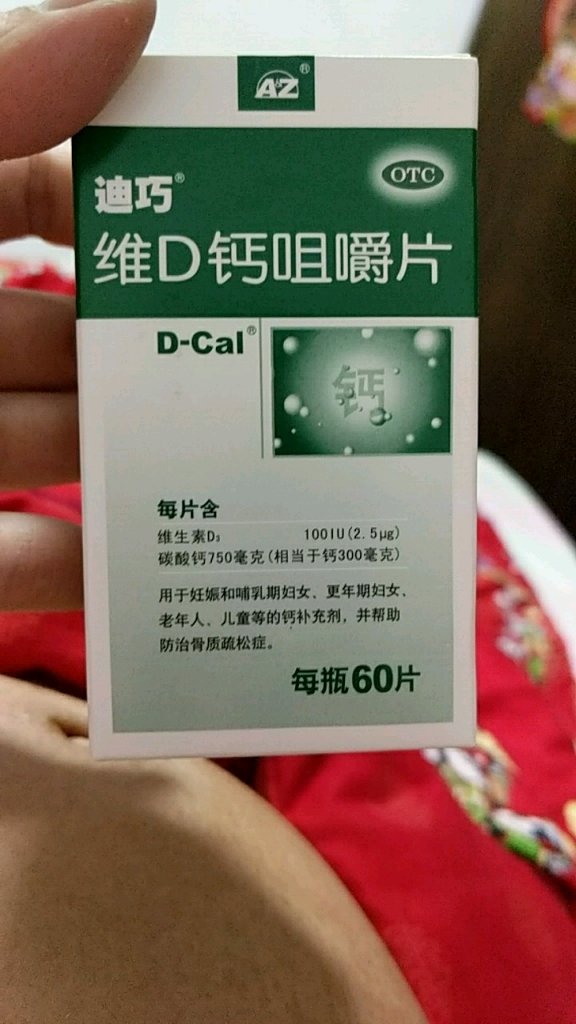 AZ®
OTC
迪巧®
维D钙咀嚼片
D-Cal®
钙
每片含
维生素D₃ 100IU(2.5μg)
碳酸钙750毫克(相当于钙300毫克)
用于妊娠和哺乳期妇女、更年期妇女、
老年人、儿童等的钙补充剂，并帮助
防治骨质疏松症。
每瓶60片